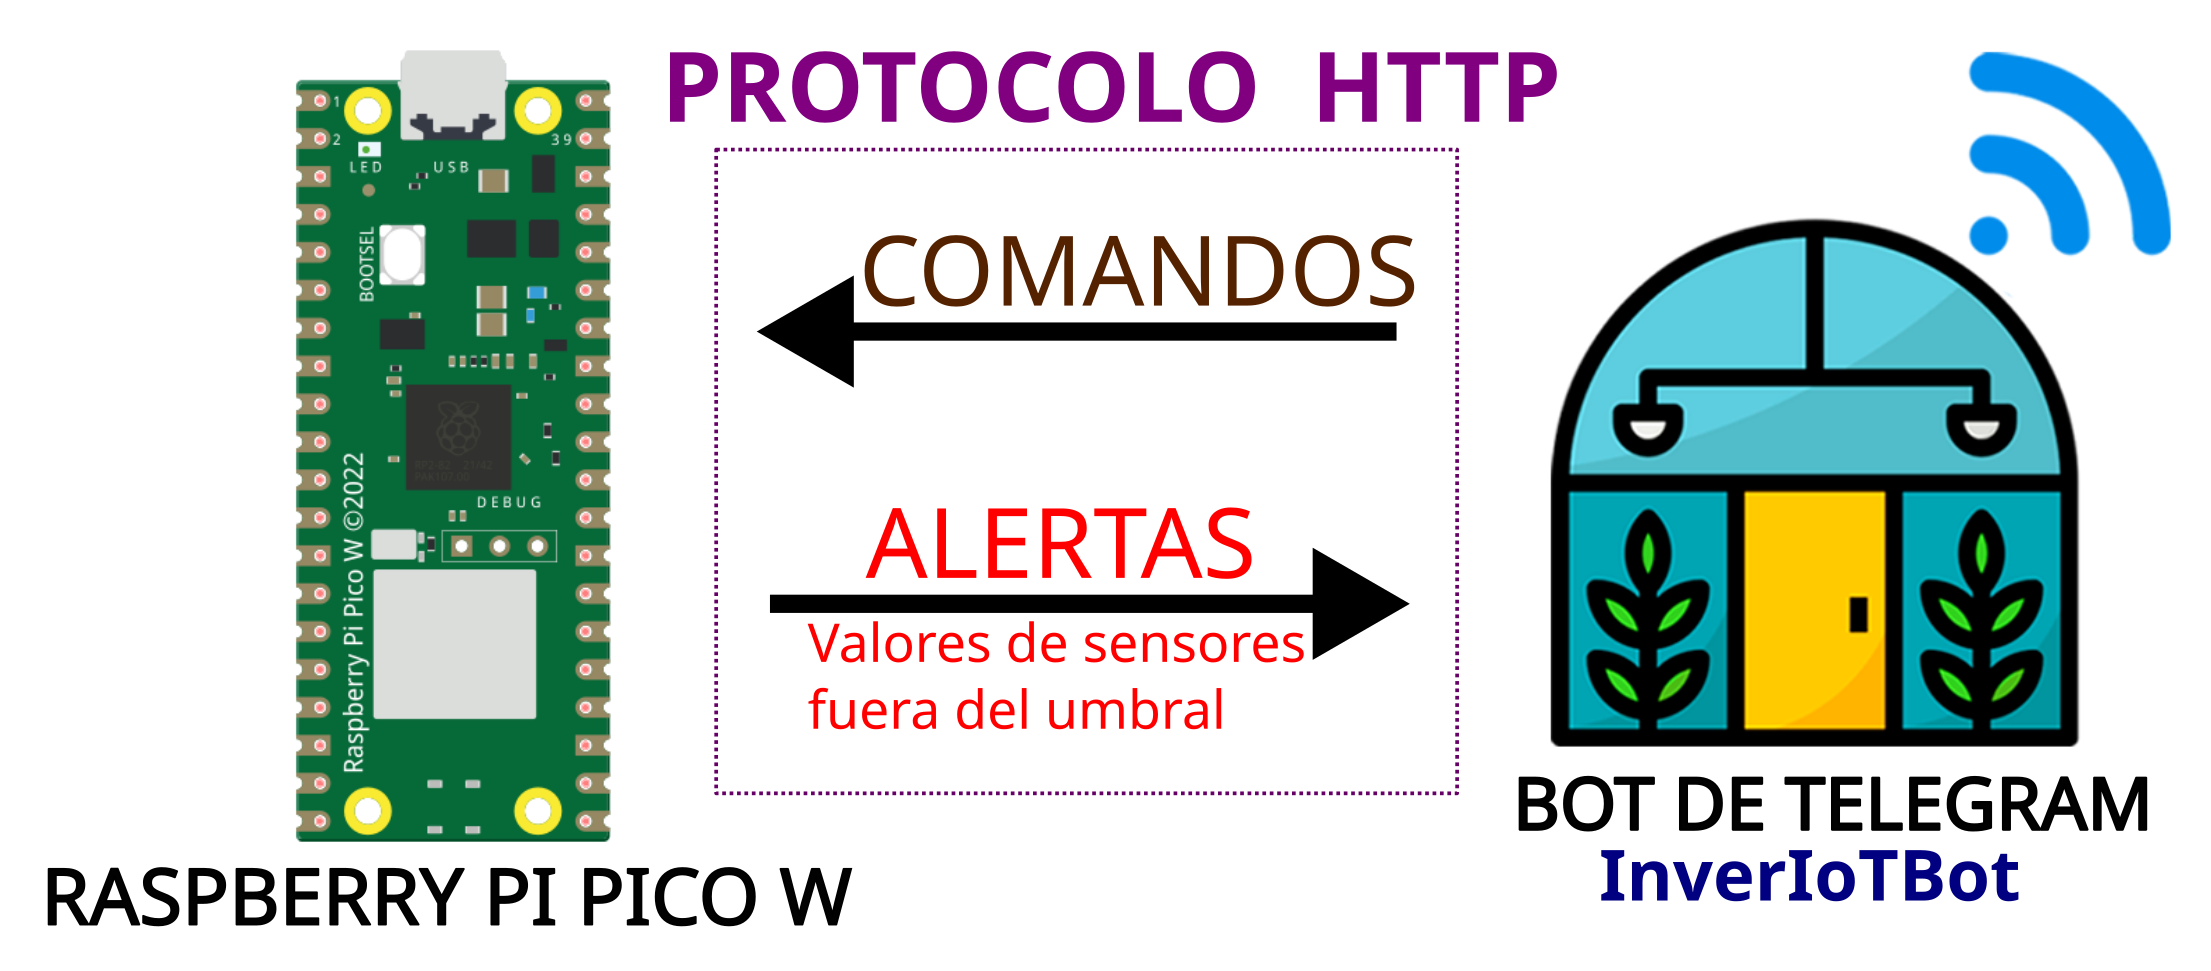 PROTOCOLO HTTP
1
2
39
LED
USB
BOOTSEL
COMANDOS
DEBUG
Raspberry Pi Pico W ©2022
ALERTAS
Valores de sensores
fuera del umbral
BOT DE TELEGRAM
InverIoTBot
RASPBERRY PI PICO W